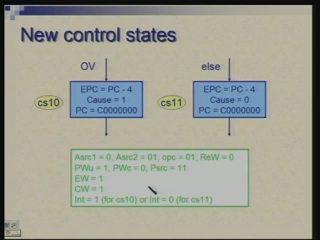 New control states
OV
else
EPC = PC - 4
Cause = 1
PC = C0000000
cs10
EPC = PC - 4
Cause = 0
PC = C0000000
cs11
Asrc1 = 0, Asrc2 = 01, opc = 01, ReW = 0
PWu = 1, PWc = 0, Psrc = 11
EW = 1
CW = 1
Int = 1 (for cs10) or Int = 0 (for cs11)